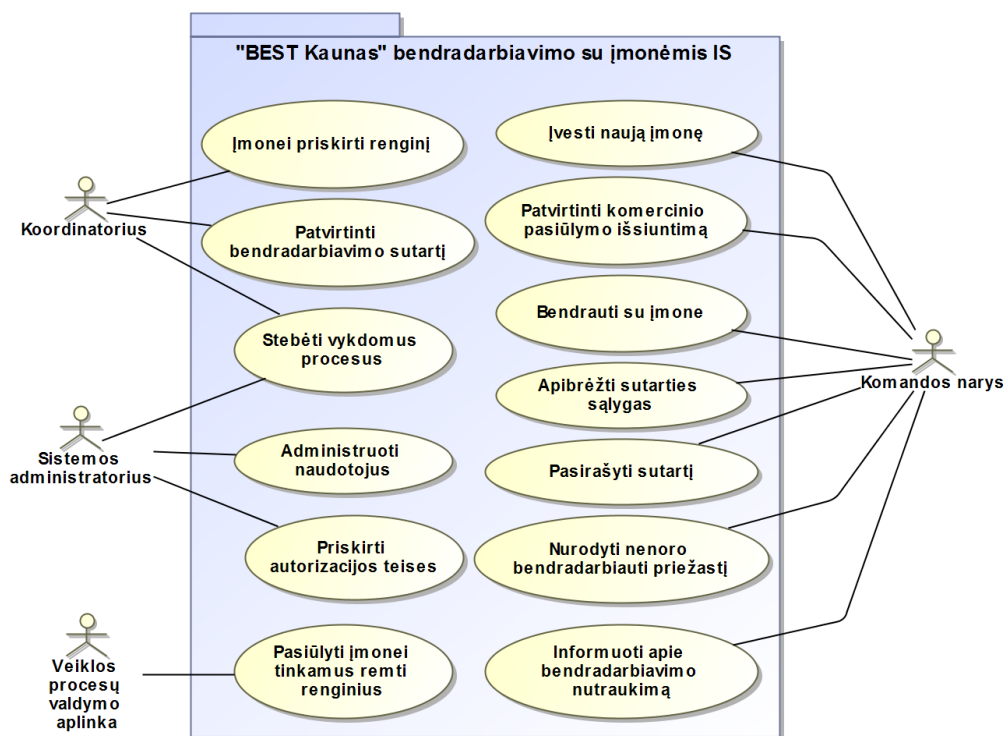 "BEST Kaunas" bendradarbiavimo su įmonėmis IS
Įmonei priskirti renginį
Patvirtinti
bendradarbiavimo sutartį
Stebėti vykdomus
procesus
Administruoti
naudotojus
Priskirti
autorizacijos teises
Pasiūlyti įmonei
tinkamus remti
renginius
Įvesti naują įmonę
Patvirtinti komercinio
pasiūlymo išsiuntimą
Bendrauti su įmone
Apibrėžti sutarties
sąlygas
Pasirašyti sutartį
Nurodyti nenoro
bendradarbiauti priežastį
Informuoti apie
bendradarbiavimo
nutraukimą
Koordinatorius
Sistemos
administratorius
Veiklos
procesų
valdymo
aplinka
Komandos narys